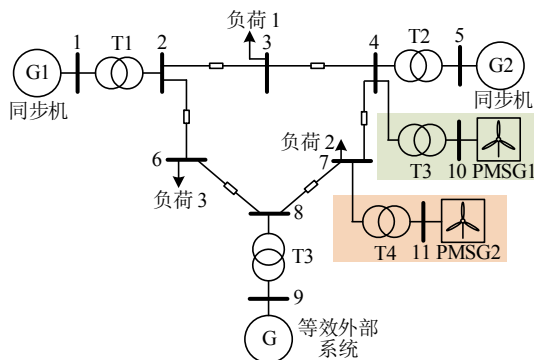 负荷 1
1 T1 2 3 4 T2 5
G1 G2
同步机 同步机
负荷 2
6 7
T3 10 PMSG1
负荷 3
8
T3
T4 11 PMSG2
9
G 等效外部
系统